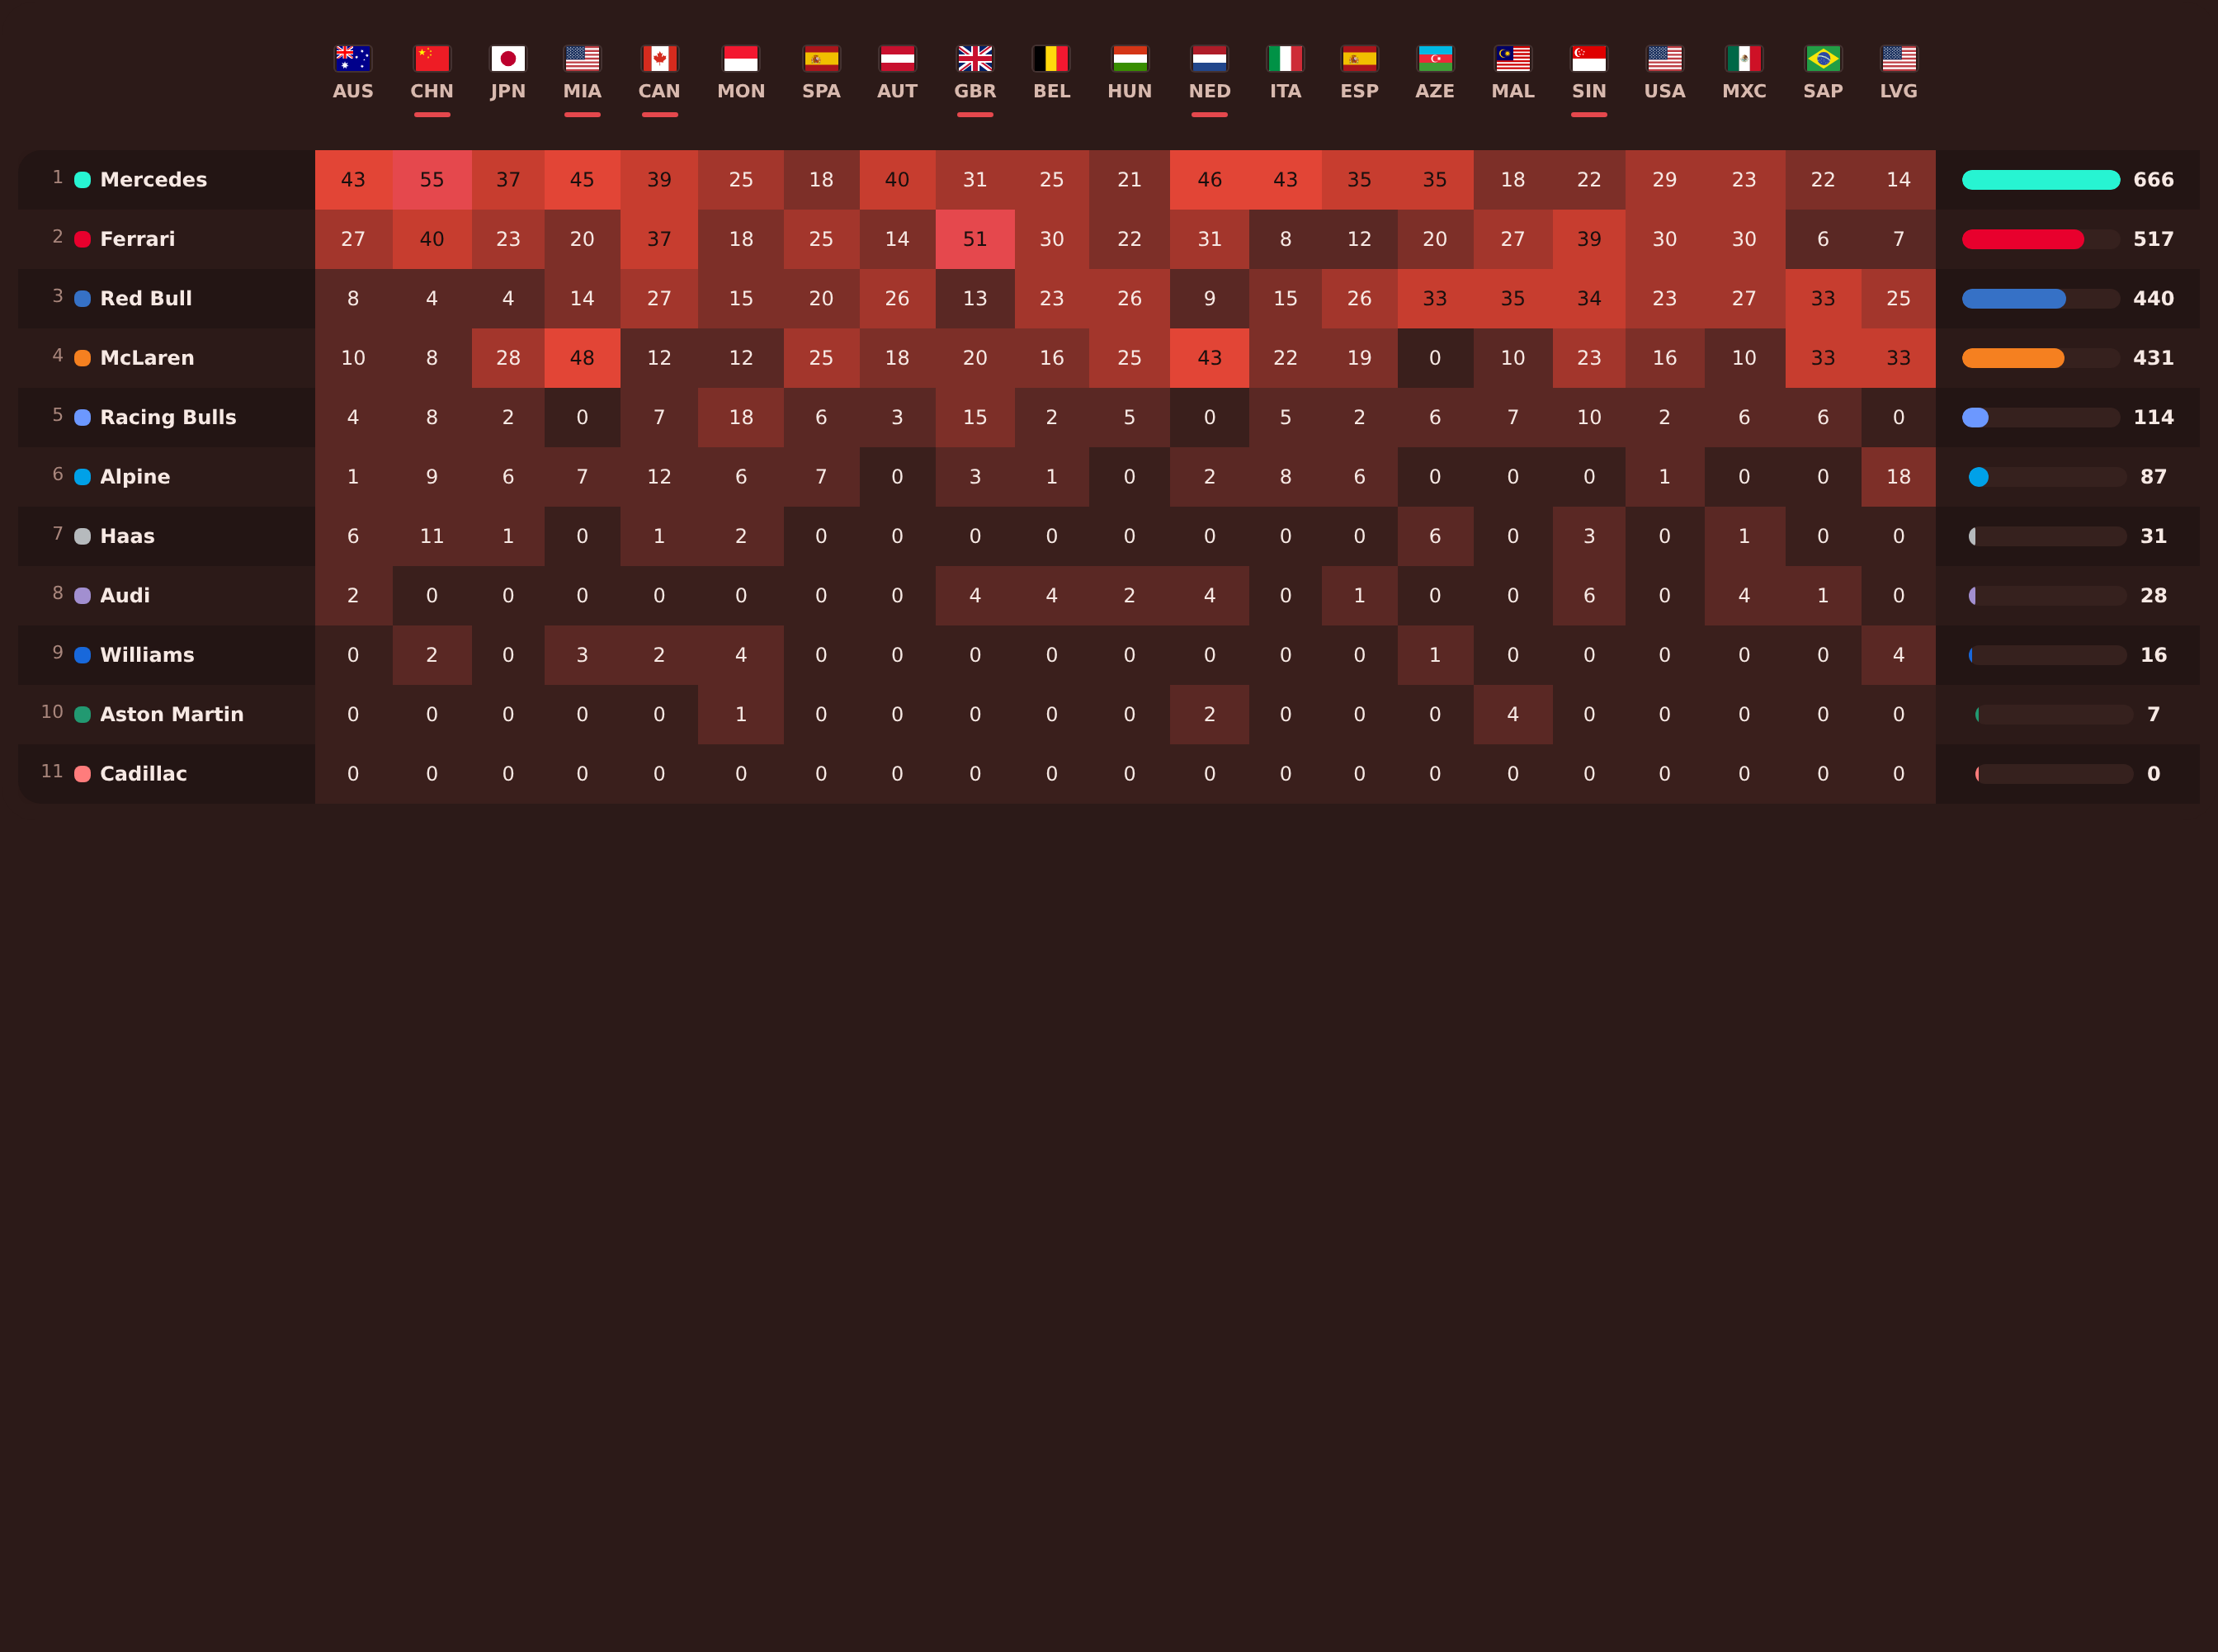 AUS CHN JPN MIA CAN MON SPA AUT GBR BEL HUN NED ITA ESP AZE MAL SIN USA MXC SAP LVG
1 Mercedes 43 55 37 45 39 25 18 40 31 25 21 46 43 35 35 18 22 29 23 22 14 666
2 Ferrari 27 40 23 20 37 18 25 14 51 30 22 31 8 12 20 27 39 30 30 6 7 517
3 Red Bull 8 4 4 14 27 15 20 26 13 23 26 9 15 26 33 35 34 23 27 33 25 440
4 McLaren 10 8 28 48 12 12 25 18 20 16 25 43 22 19 0 10 23 16 10 33 33 431
5 Racing Bulls 4 8 2 0 7 18 6 3 15 2 5 0 5 2 6 7 10 2 6 6 0 114
6 Alpine 1 9 6 7 12 6 7 0 3 1 0 2 8 6 0 0 0 1 0 0 18 87
7 Haas 6 11 1 0 1 2 0 0 0 0 0 0 0 0 6 0 3 0 1 0 0 31
8 Audi 2 0 0 0 0 0 0 0 4 4 2 4 0 1 0 0 6 0 4 1 0 28
9 Williams 0 2 0 3 2 4 0 0 0 0 0 0 0 0 1 0 0 0 0 0 4 16
10 Aston Martin 0 0 0 0 0 1 0 0 0 0 0 2 0 0 0 4 0 0 0 0 0 7
11 Cadillac 0 0 0 0 0 0 0 0 0 0 0 0 0 0 0 0 0 0 0 0 0 0